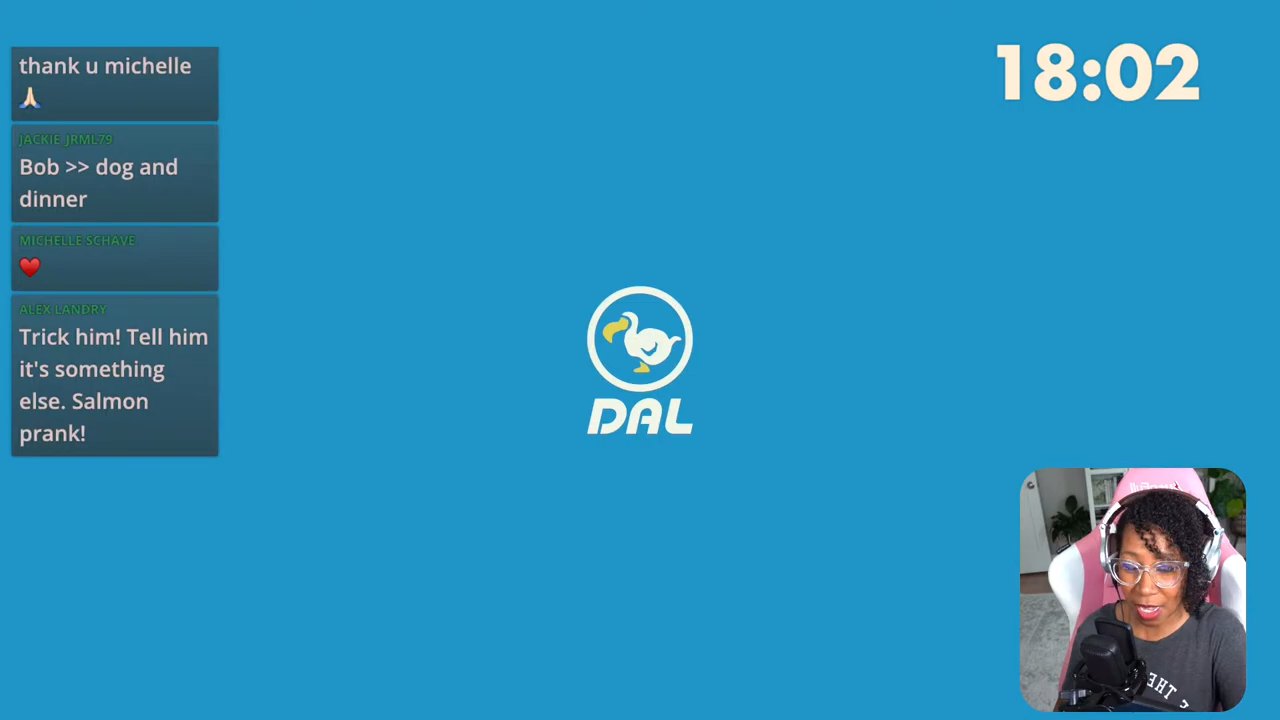 thank u michelle
🙏🏻
JACKIE JRML79
Bob >> dog and
dinner
MICHELLE SCHAVE
♥️
ALEX LANDRY
Trick him! Tell him
it's something
else. Salmon
prank!
18:02
DAL